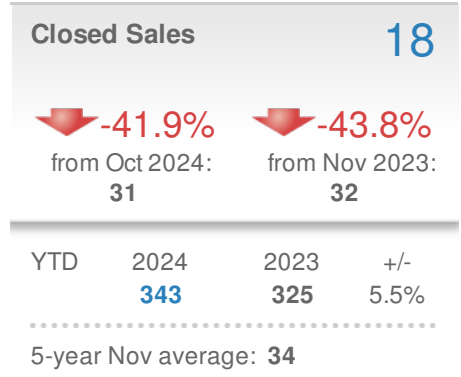 Closed Sales 18
-41.9% -43.8%
from Oct 2024: from Nov 2023:
31 32
YTD 2024 2023 +/-
343 325 5.5%
5-year Nov average: 34